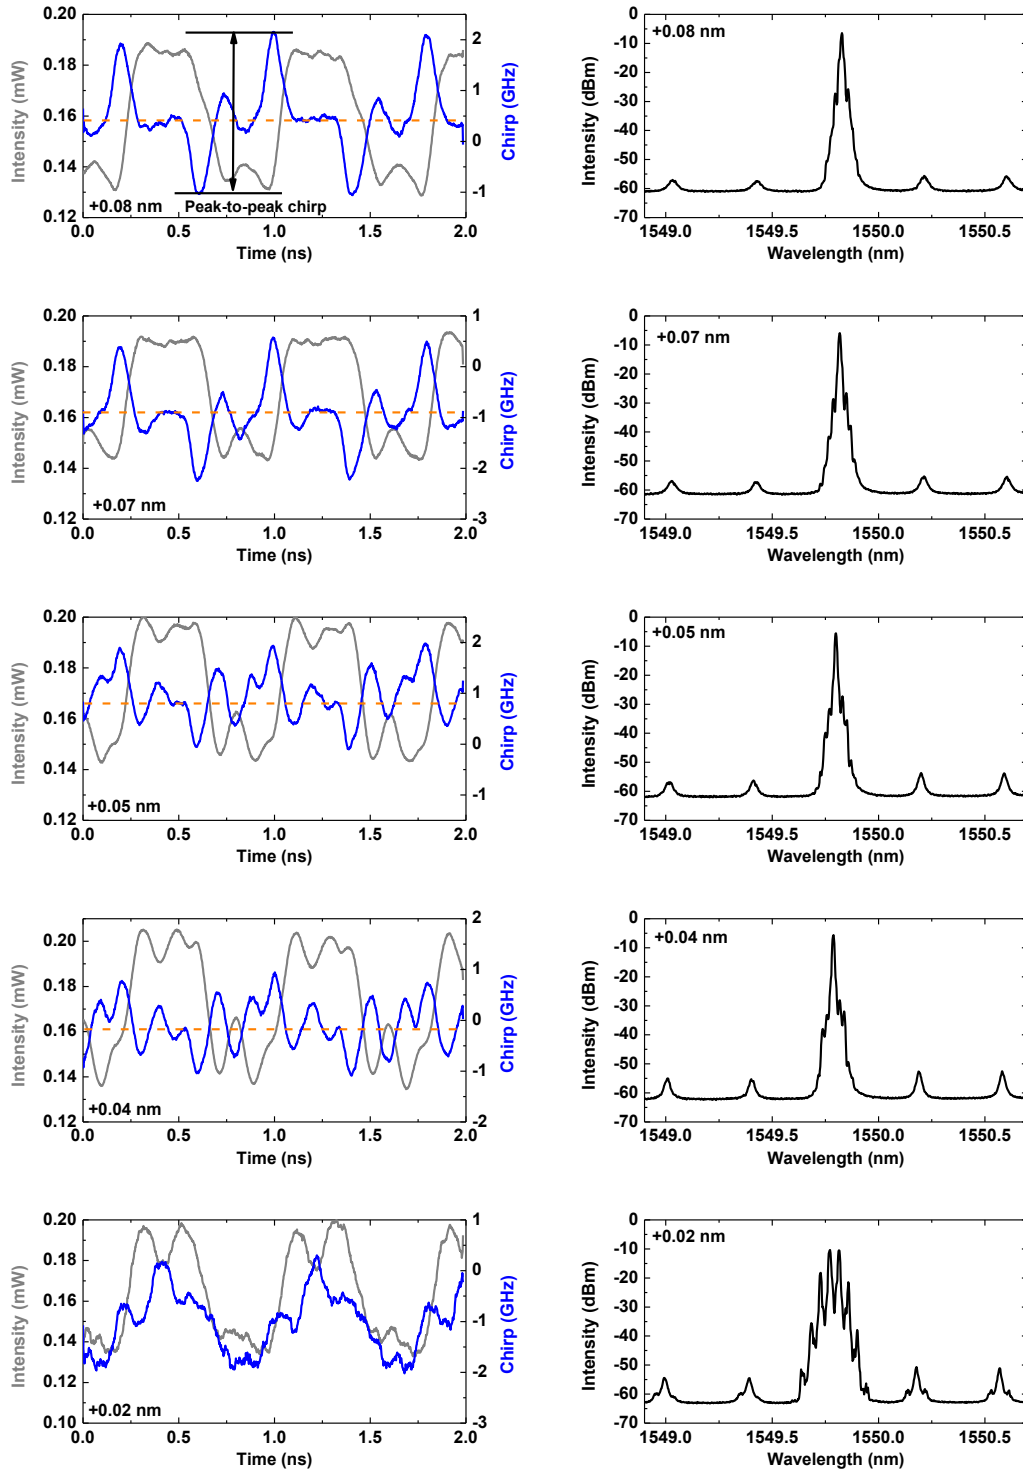 0.20
0.18
0.16
0.14
0.12
Intensity (mW)
2
1
0
-1
Chirp (GHz)
Peak-to-peak chirp
+0.08 nm
0.0 0.5 1.0 1.5 2.0
Time (ns)
0
-10
-20
-30
-40
-50
-60
-70
Intensity (dBm)
+0.08 nm
1549.0 1549.5 1550.0 1550.5
Wavelength (nm)
0.20
0.18
0.16
0.14
0.12
Intensity (mW)
1
0
-1
-2
-3
Chirp (GHz)
+0.07 nm
0.0 0.5 1.0 1.5 2.0
Time (ns)
0
-10
-20
-30
-40
-50
-60
-70
Intensity (dBm)
+0.07 nm
1549.0 1549.5 1550.0 1550.5
Wavelength (nm)
0.20
0.18
0.16
0.14
0.12
Intensity (mW)
2
1
0
-1
Chirp (GHz)
+0.05 nm
0.0 0.5 1.0 1.5 2.0
Time (ns)
0
-10
-20
-30
-40
-50
-60
-70
Intensity (dBm)
+0.05 nm
1549.0 1549.5 1550.0 1550.5
Wavelength (nm)
0.20
0.18
0.16
0.14
0.12
Intensity (mW)
2
1
0
-1
-2
Chirp (GHz)
+0.04 nm
0.0 0.5 1.0 1.5 2.0
Time (ns)
0
-10
-20
-30
-40
-50
-60
-70
Intensity (dBm)
+0.04 nm
1549.0 1549.5 1550.0 1550.5
Wavelength (nm)
0.20
0.18
0.16
0.14
0.12
0.10
Intensity (mW)
1
0
-1
-2
-3
Chirp (GHz)
+0.02 nm
0.0 0.5 1.0 1.5 2.0
Time (ns)
0
-10
-20
-30
-40
-50
-60
-70
Intensity (dBm)
+0.02 nm
1549.0 1549.5 1550.0 1550.5
Wavelength (nm)